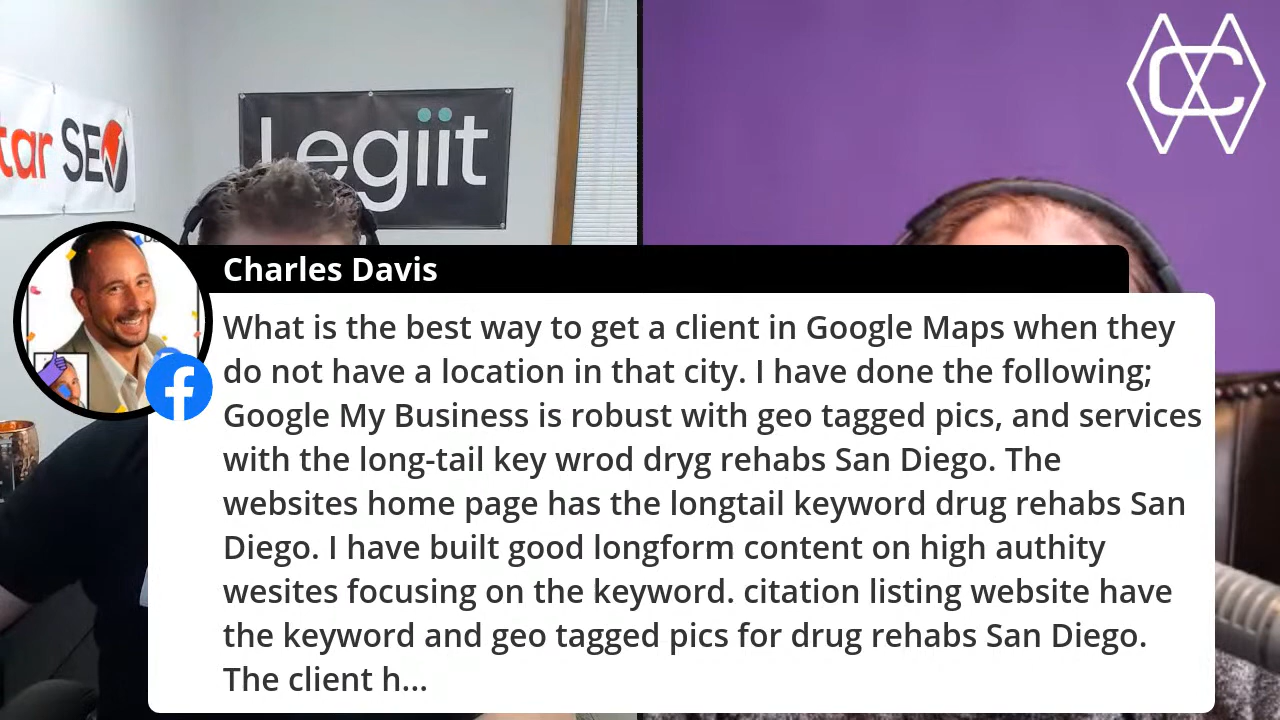 tar SEO
Legiit
CC
Charles Davis
What is the best way to get a client in Google Maps when they
do not have a location in that city. I have done the following;
Google My Business is robust with geo tagged pics, and services
with the long-tail key wrod dryg rehabs San Diego. The
websites home page has the longtail keyword drug rehabs San
Diego. I have built good longform content on high authity
wesites focusing on the keyword. citation listing website have
the keyword and geo tagged pics for drug rehabs San Diego.
The client h...